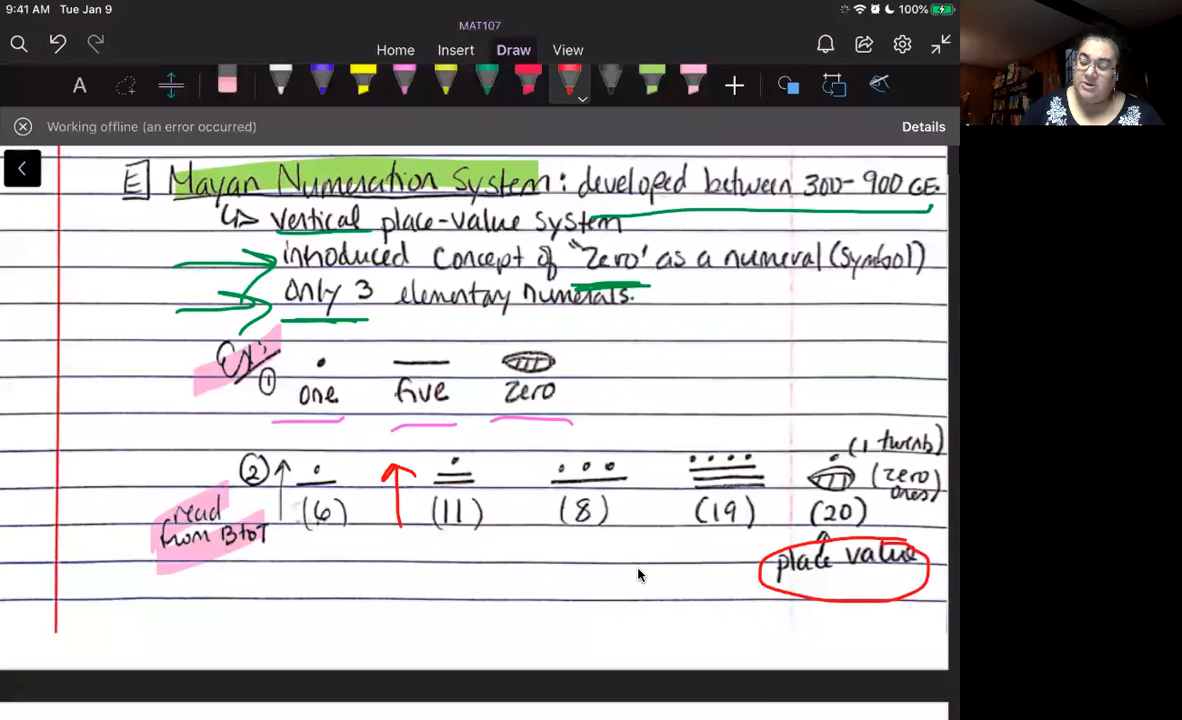 9:41 AM Tue Jan 9
100%
MAT107
Home Insert Draw View
A
Working offline (an error occurred)
Details
E Mayan Numeration System: developed between 300-900 CE.
↳ vertical place-value system
introduced concept of "Zero" as a numeral (symbol)
only 3 elementary numerals.
Ex:
① one five zero
② (1 twenty)
(zero ones)
(6) (11) (8) (19) (20)
read
from B to T
place value